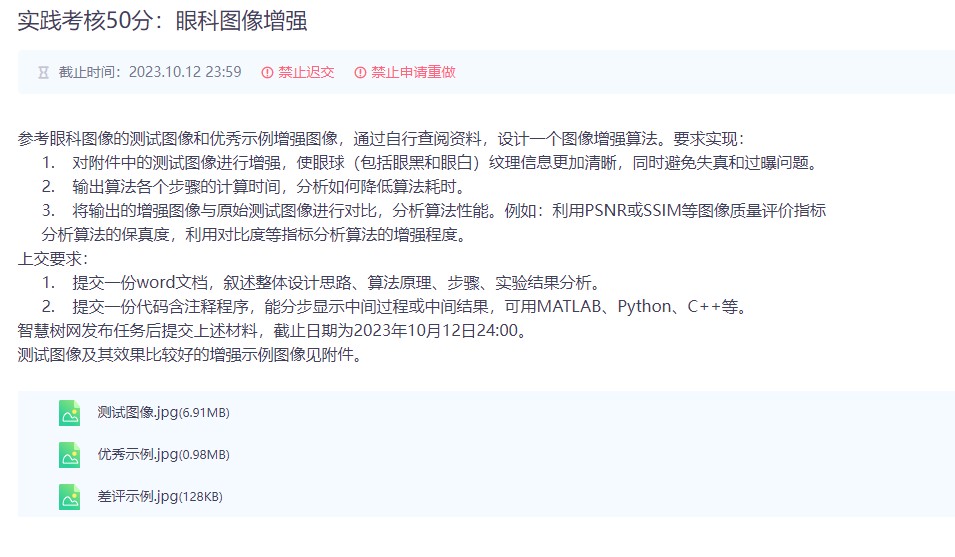 实践考核50分：眼科图像增强
截止时间：2023.10.12 23:59 禁止迟交 禁止申请重做
参考眼科图像的测试图像和优秀示例增强图像，通过自行查阅资料，设计一个图像增强算法。要求实现：
1. 对附件中的测试图像进行增强，使眼球（包括眼黑和眼白）纹理信息更加清晰，同时避免失真和过曝问题。
2. 输出算法各个步骤的计算时间，分析如何降低算法耗时。
3. 将输出的增强图像与原始测试图像进行对比，分析算法性能。例如：利用PSNR或SSIM等图像质量评价指标
分析算法的保真度，利用对比度等指标分析算法的增强程度。
上交要求：
1. 提交一份word文档，叙述整体设计思路、算法原理、步骤、实验结果分析。
2. 提交一份代码含注释程序，能分步显示中间过程或中间结果，可用MATLAB、Python、C++等。
智慧树网发布任务后提交上述材料，截止日期为2023年10月12日24:00。
测试图像及其效果比较好的增强示例图像见附件。
测试图像.jpg(6.91MB)
优秀示例.jpg(0.98MB)
差评示例.jpg(128KB)